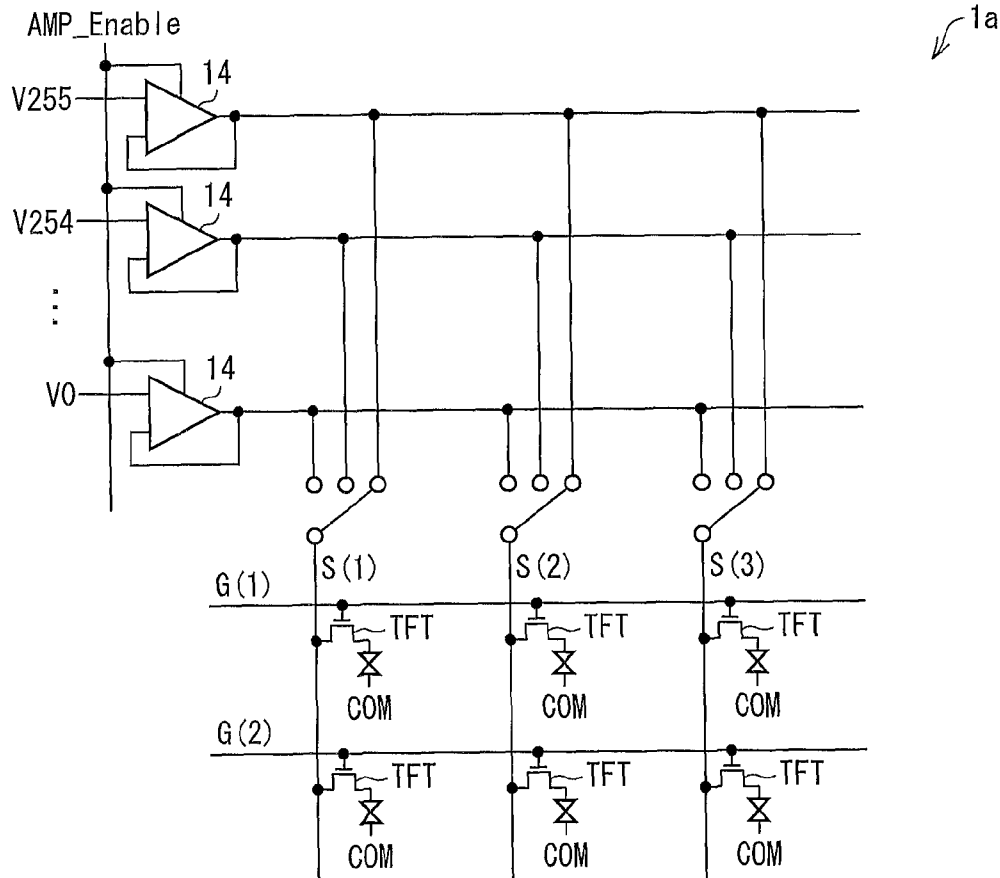 AMP_Enable
1a
V255
14
V254
14
⋮
V0
14
S(1)
S(2)
S(3)
G(1)
TFT
TFT
TFT
COM
COM
COM
G(2)
TFT
TFT
TFT
COM
COM
COM